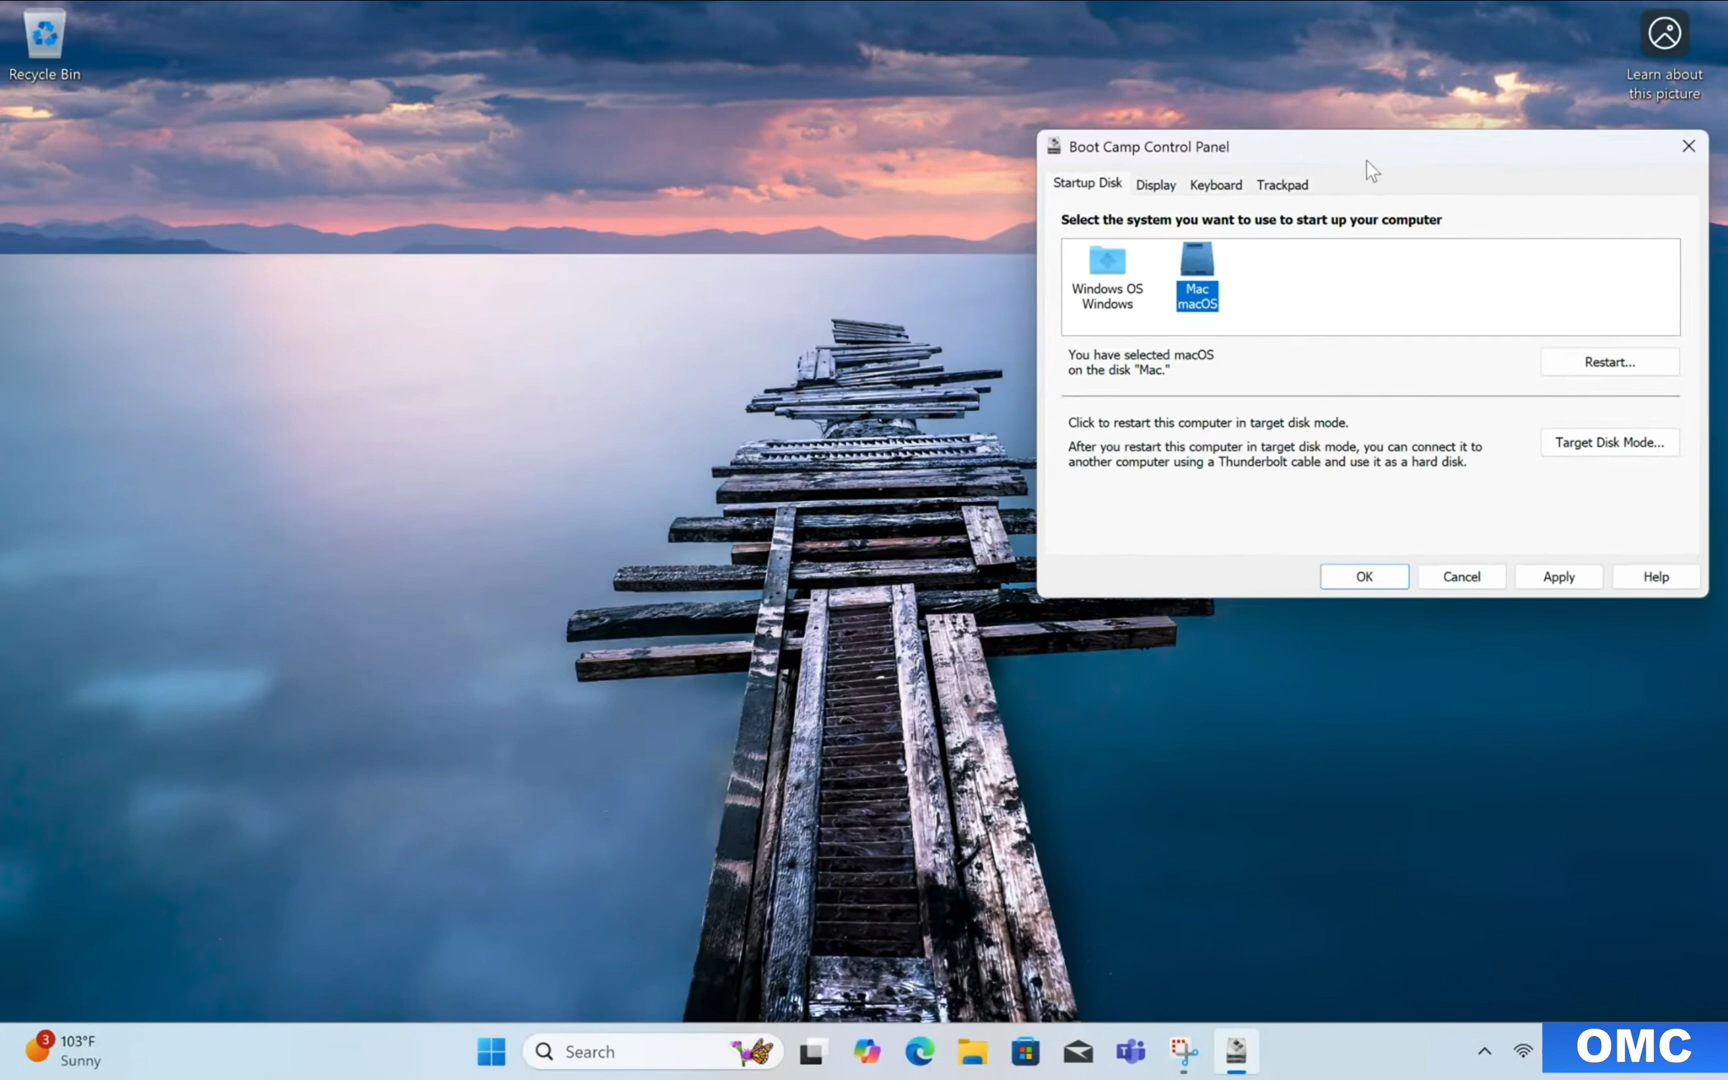 Recycle Bin
Learn about
this picture
Boot Camp Control Panel
Startup Disk
Display
Keyboard
Trackpad
Select the system you want to use to start up your computer
Windows OS
Windows
Mac
macOS
You have selected macOS
on the disk "Mac."
Restart...
Click to restart this computer in target disk mode.
After you restart this computer in target disk mode, you can connect it to
another computer using a Thunderbolt cable and use it as a hard disk.
Target Disk Mode...
OK
Cancel
Apply
Help
3
103°F
Sunny
Search
OMC